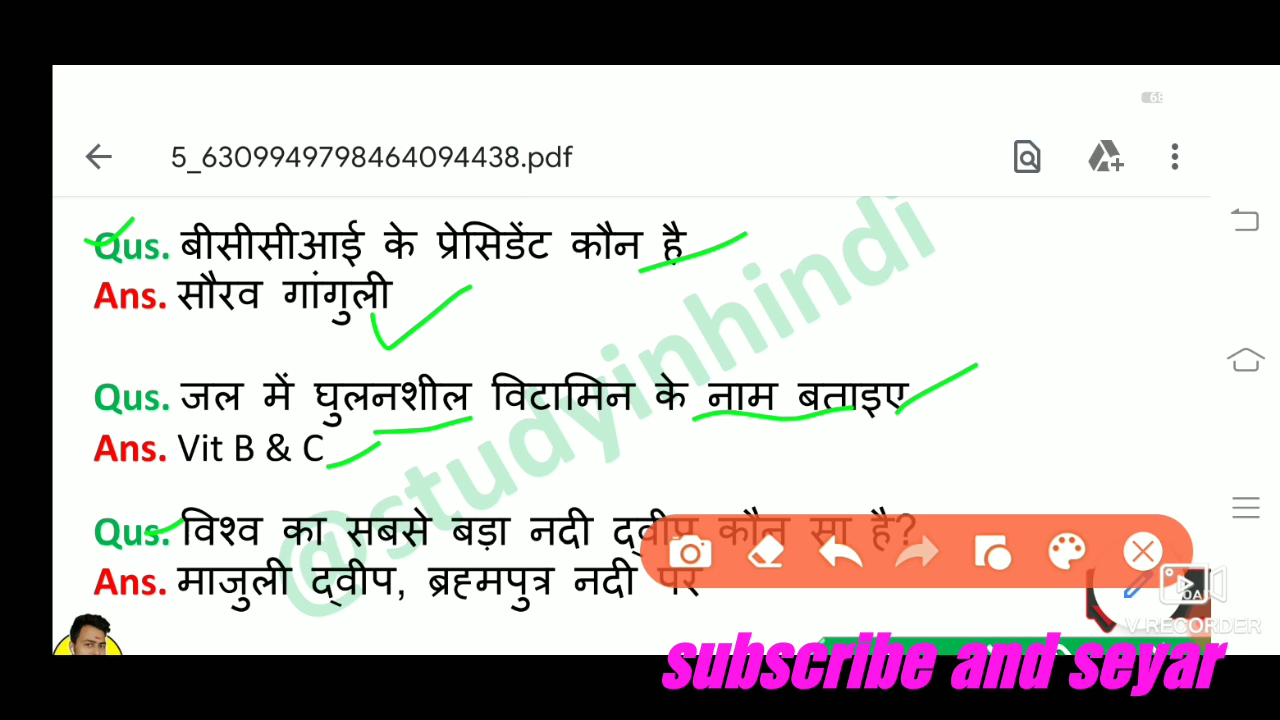 68
5_6309949798464094438.pdf
Qus. बीसीसीआई के प्रेसिडेंट कौन है
Ans. सौरव गांगुली
Qus. जल में घुलनशील विटामिन के नाम बताइए
Ans. Vit B & C
Qus. विश्व का सबसे बड़ा नदी द्वीप कौन सा है?
Ans. माजुली द्वीप, ब्रह्मपुत्र नदी पर
@studyinhindi
V-RECORDER
subscribe and seyar